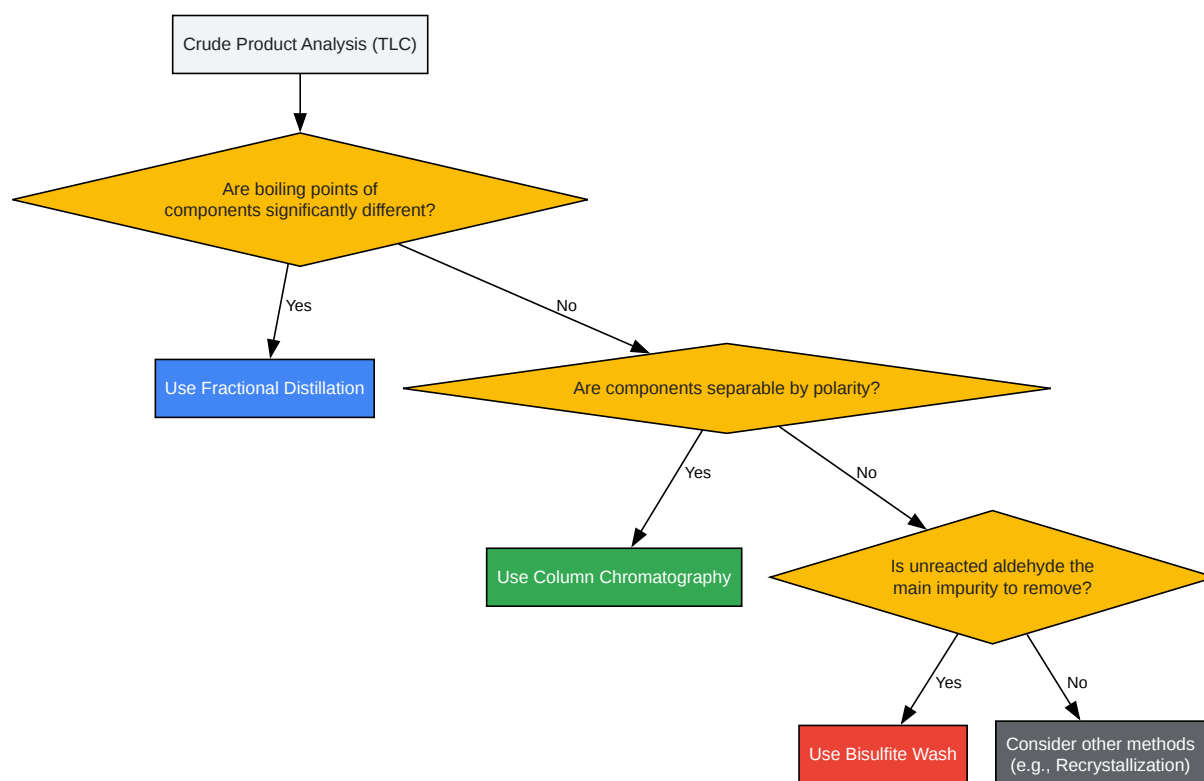 Crude Product Analysis (TLC)
Are boiling points of
components significantly different?
Yes
No
Use Fractional Distillation
Are components separable by polarity?
Yes
No
Use Column Chromatography
Is unreacted aldehyde the
main impurity to remove?
Yes
No
Use Bisulfite Wash
Consider other methods
(e.g., Recrystallization)